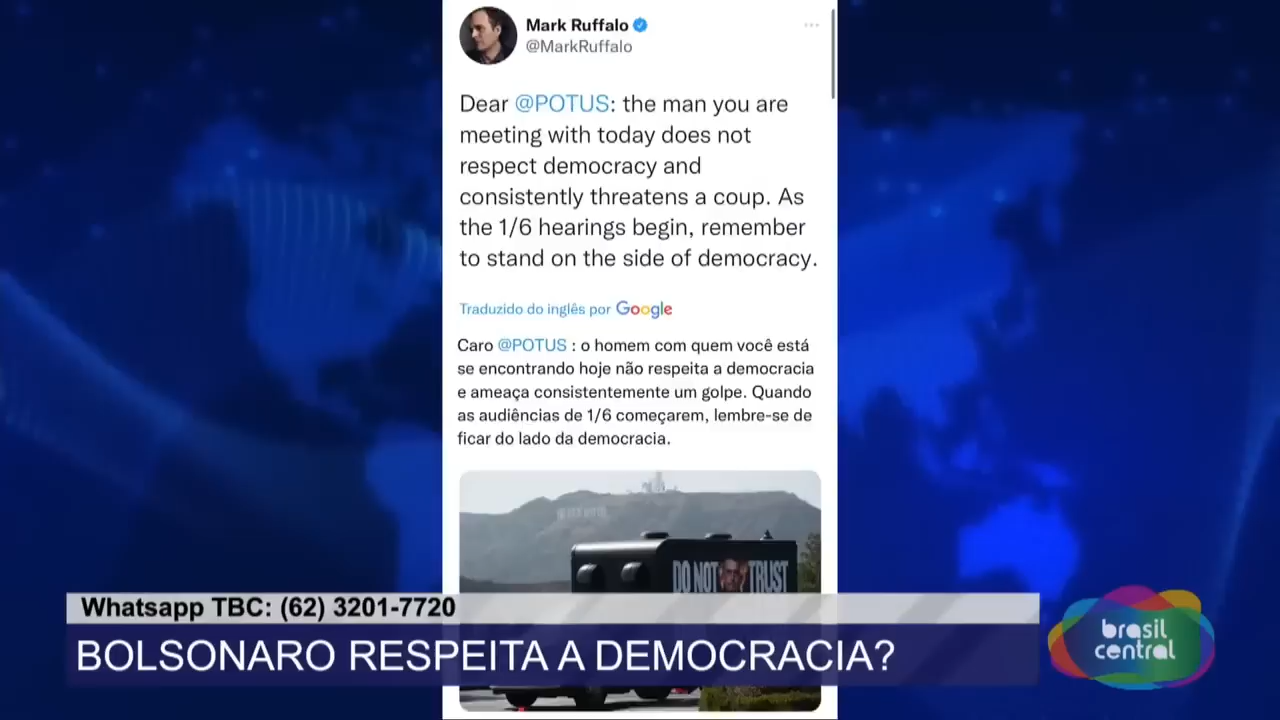 Mark Ruffalo
@MarkRuffalo
Dear @POTUS: the man you are
meeting with today does not
respect democracy and
consistently threatens a coup. As
the 1/6 hearings begin, remember
to stand on the side of democracy.
Traduzido do inglês por Google
Caro @POTUS : o homem com quem você está
se encontrando hoje não respeita a democracia
e ameaça consistentemente um golpe. Quando
as audiências de 1/6 começarem, lembre-se de
ficar do lado da democracia.
DO NOT TRUST
Whatsapp TBC: (62) 3201-7720
BOLSONARO RESPEITA A DEMOCRACIA?
brasil
central